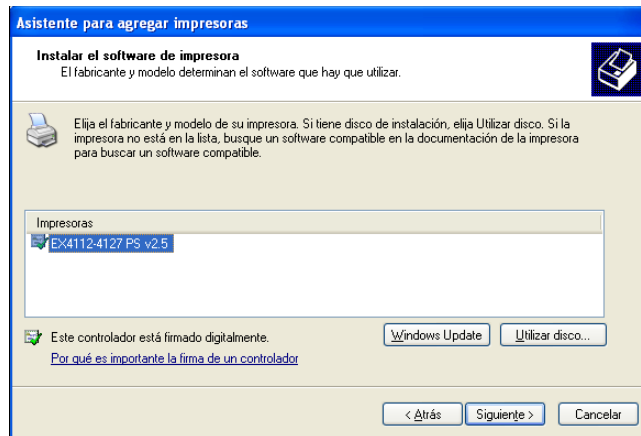 Asistente para agregar impresoras
Instalar el software de impresora
El fabricante y modelo determinan el software que hay que utilizar.
Elija el fabricante y modelo de su impresora. Si tiene disco de instalación, elija Utilizar disco. Si la
impresora no está en la lista, busque un software compatible en la documentación de la impresora
para buscar un software compatible.
Impresoras
EX4112-4127 PS v2.5
Este controlador está firmado digitalmente.
Por qué es importante la firma de un controlador
Windows Update
Utilizar disco...
< Atrás
Siguiente >
Cancelar